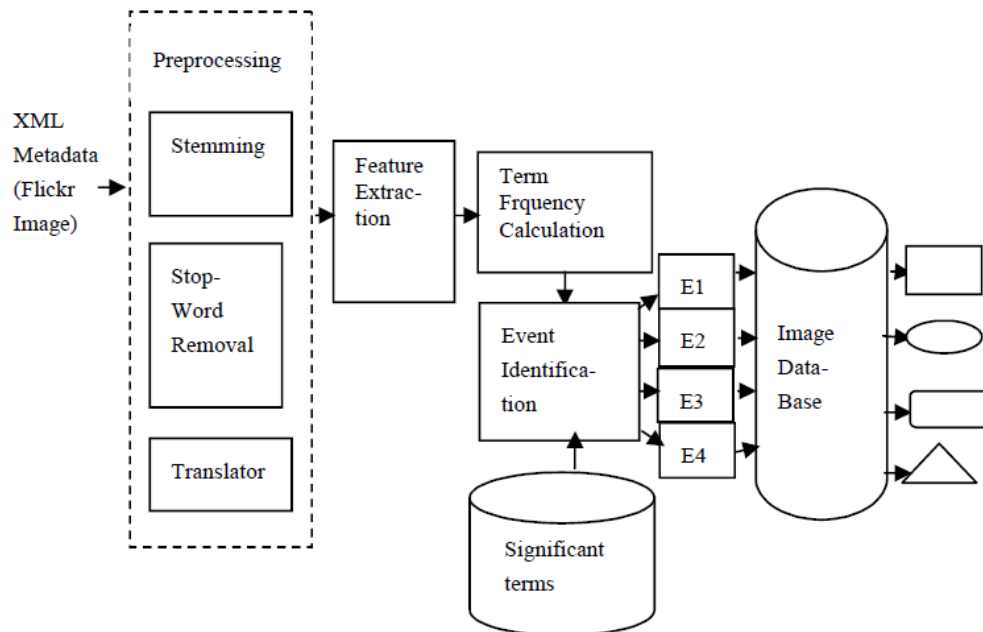 Preprocessing
XML
Metadata
(Flickr
Image)
Stemming
Stop-
Word
Removal
Translator
Feature
Extrac-
tion
Term
Frquency
Calculation
Event
Identifica-
tion
Significant
terms
E1
E2
E3
E4
Image
Data-
Base